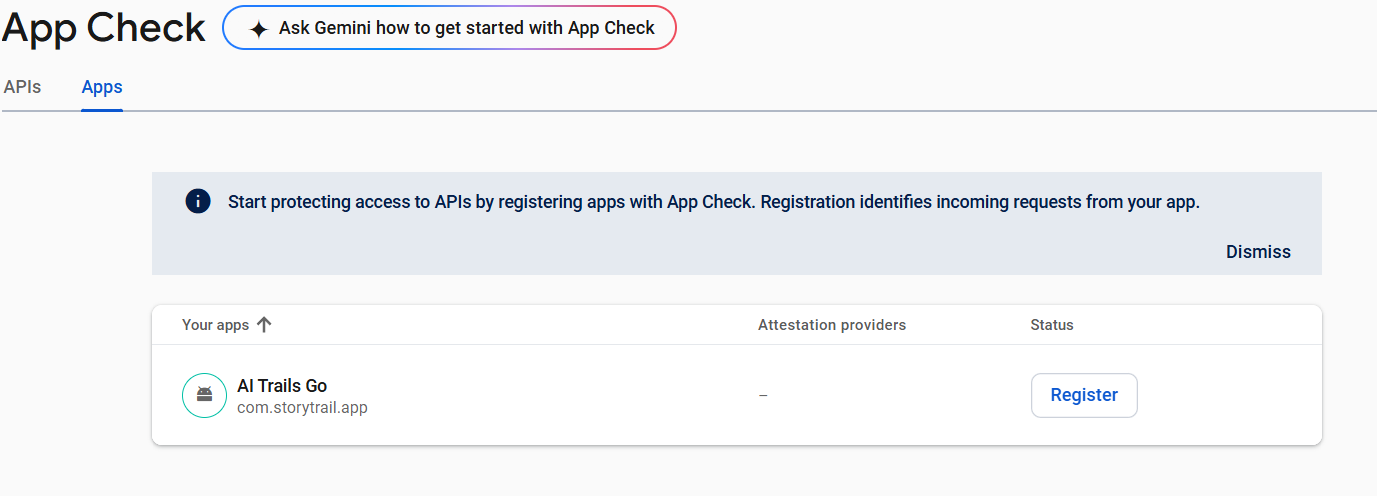 App Check
Ask Gemini how to get started with App Check
APIs
Apps
Start protecting access to APIs by registering apps with App Check. Registration identifies incoming requests from your app.
Dismiss
Your apps Attestation providers Status
AI Trails Go
com.storytrail.app
–
Register